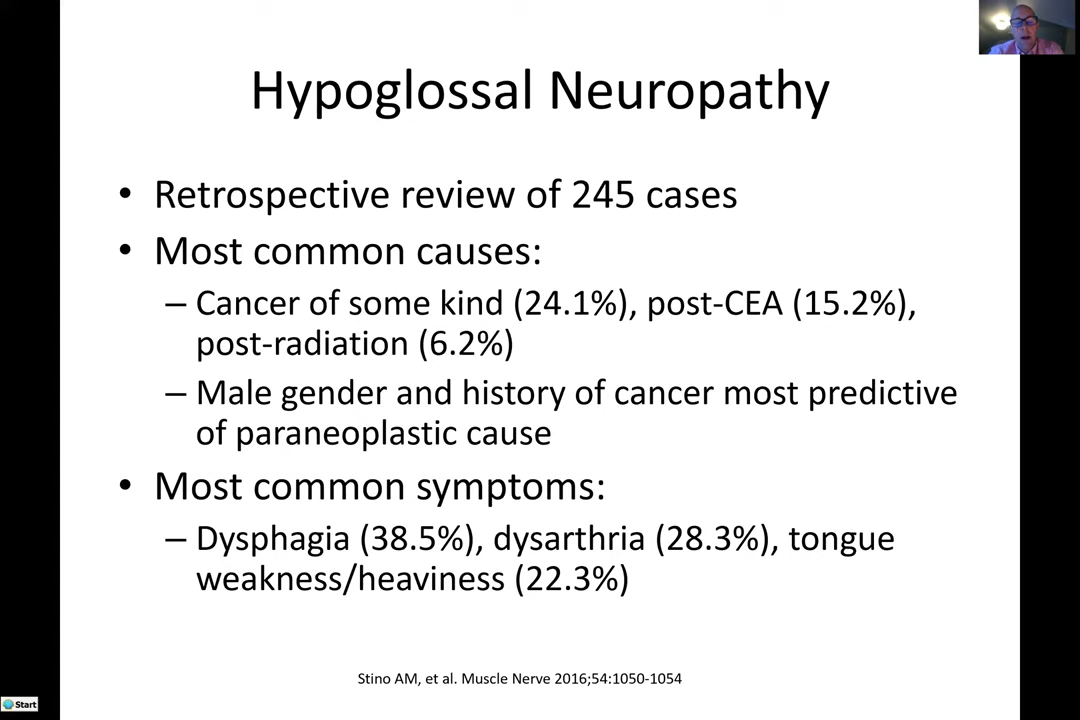 Hypoglossal Neuropathy
• Retrospective review of 245 cases
• Most common causes:
– Cancer of some kind (24.1%), post-CEA (15.2%),
post-radiation (6.2%)
– Male gender and history of cancer most predictive
of paraneoplastic cause
• Most common symptoms:
– Dysphagia (38.5%), dysarthria (28.3%), tongue
weakness/heaviness (22.3%)
Stino AM, et al. Muscle Nerve 2016;54:1050-1054
Start